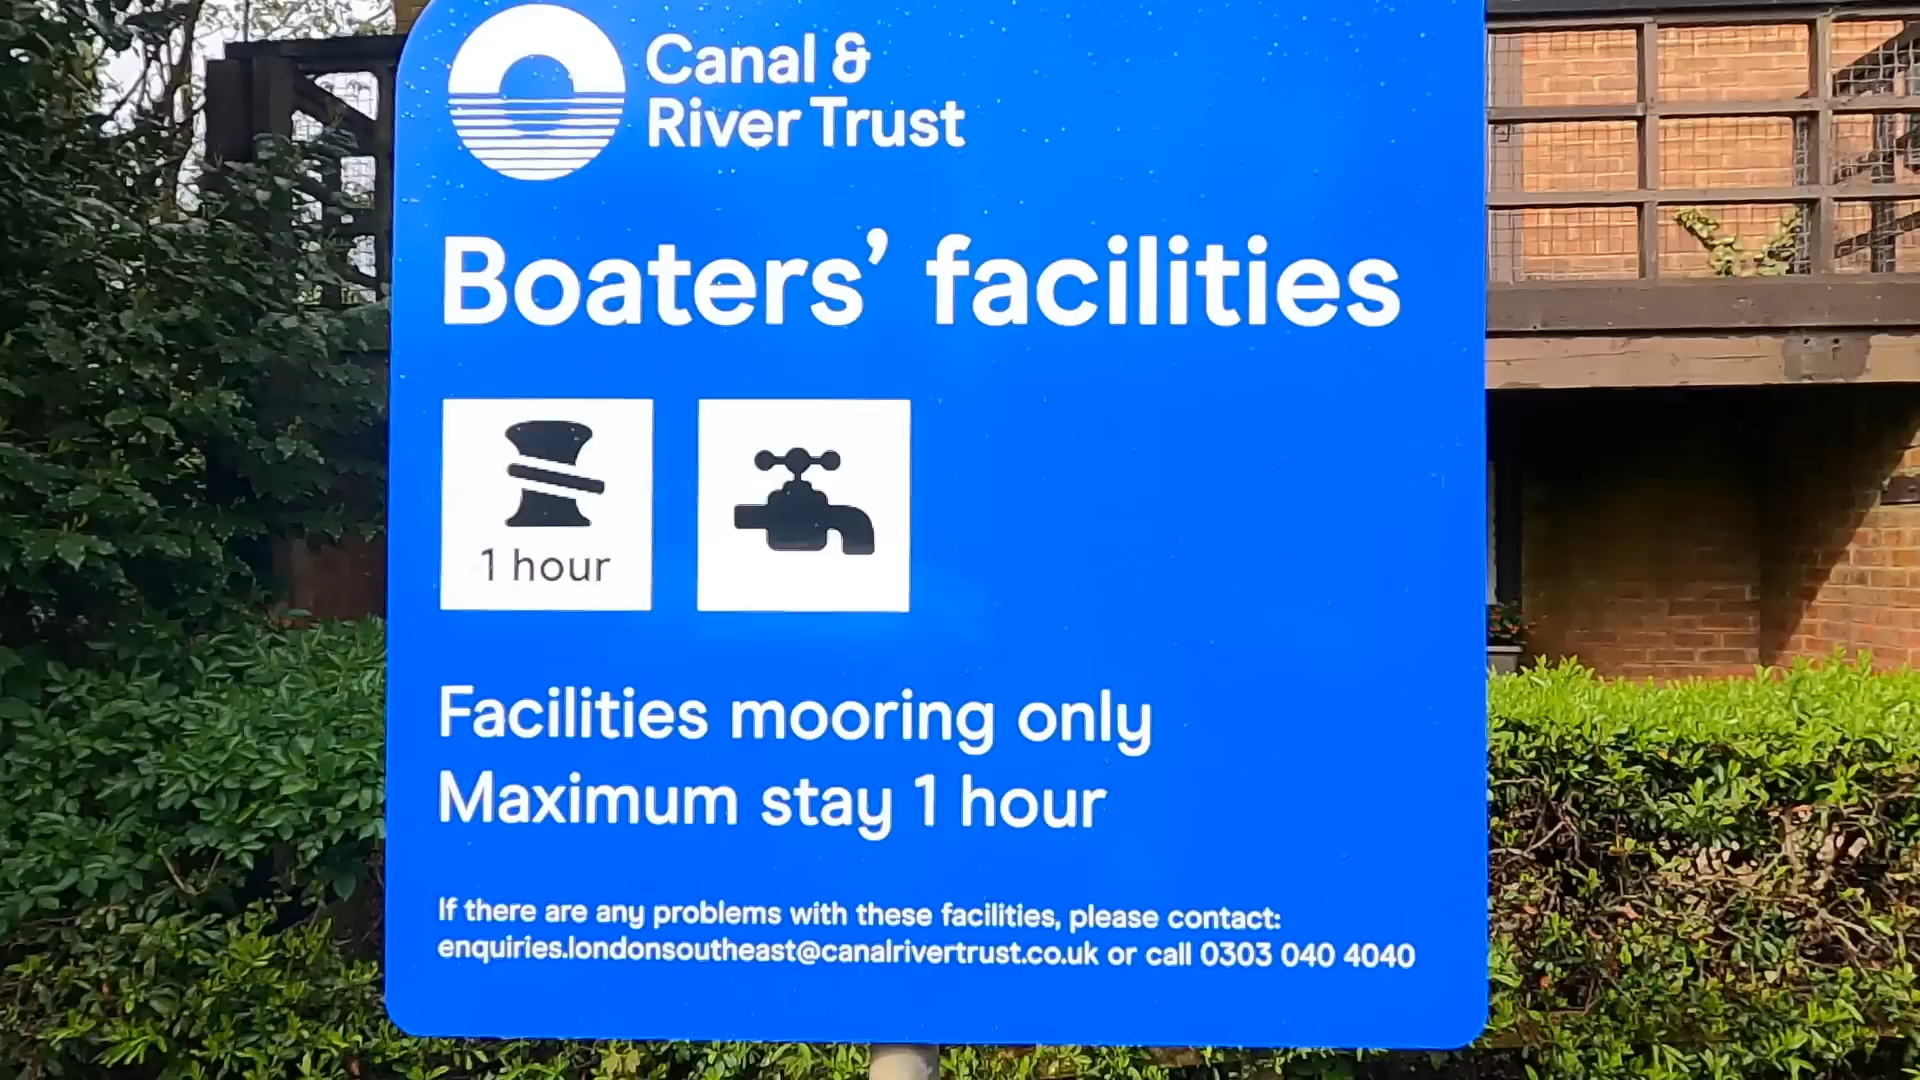 Canal &
River Trust
Boaters’ facilities
1 hour
Facilities mooring only
Maximum stay 1 hour
If there are any problems with these facilities, please contact:
enquiries.londonsoutheast@canalrivertrust.co.uk or call 0303 040 4040